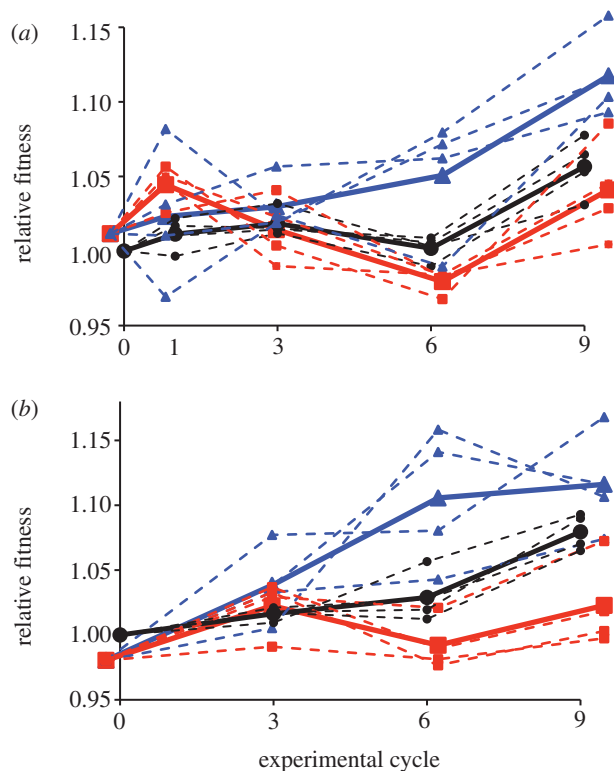 (a)
1.15
1.10
1.05
1.00
0.95
relative fitness
0 1 3 6 9
(b)
1.15
1.10
1.05
1.00
0.95
relative fitness
0 3 6 9
experimental cycle